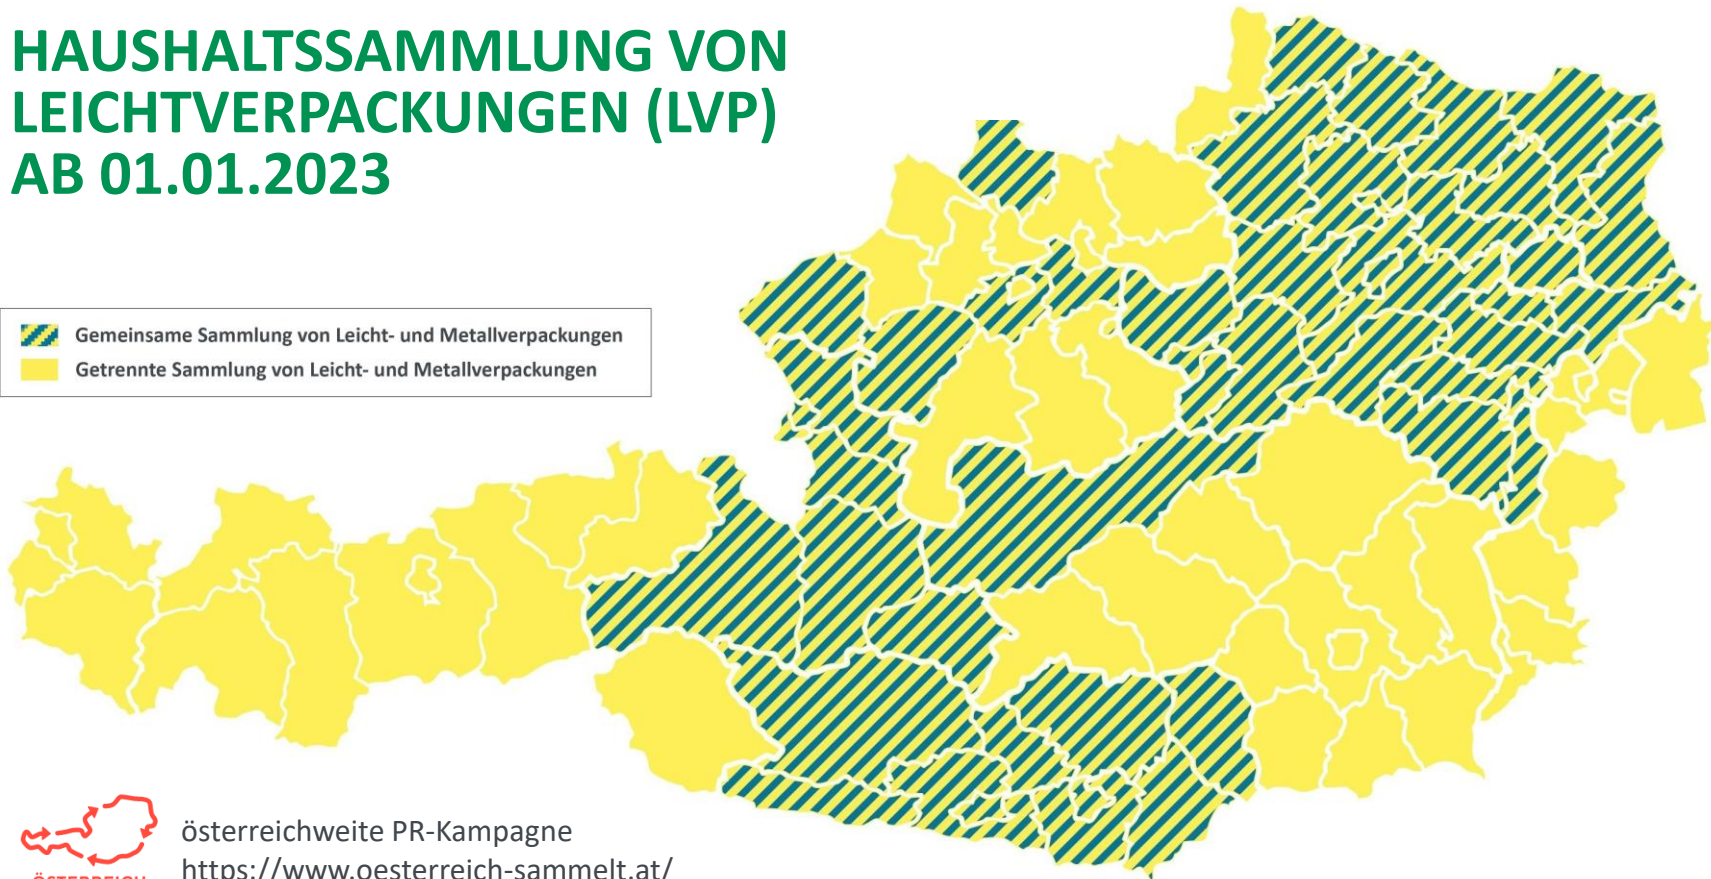 HAUSHALTSSAMMLUNG VON
LEICHTVERPACKUNGEN (LVP)
AB 01.01.2023
Gemeinsame Sammlung von Leicht- und Metallverpackungen
Getrennte Sammlung von Leicht- und Metallverpackungen
österreichweite PR-Kampagne
https://www.oesterreich-sammelt.at/
ÖSTERREICH